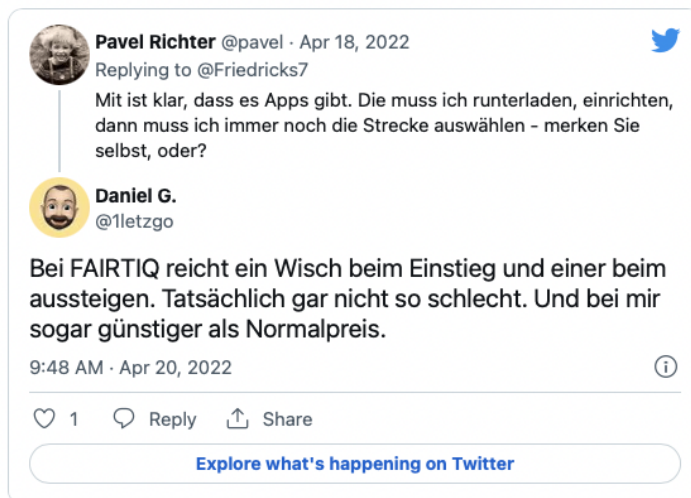 Pavel Richter @pavel · Apr 18, 2022
Replying to @Friedricks7
Mit ist klar, dass es Apps gibt. Die muss ich runterladen, einrichten,
dann muss ich immer noch die Strecke auswählen - merken Sie
selbst, oder?
Daniel G.
@1letzgo
Bei FAIRTIQ reicht ein Wisch beim Einstieg und einer beim
aussteigen. Tatsächlich gar nicht so schlecht. Und bei mir
sogar günstiger als Normalpreis.
9:48 AM · Apr 20, 2022
1 Reply Share
Explore what's happening on Twitter